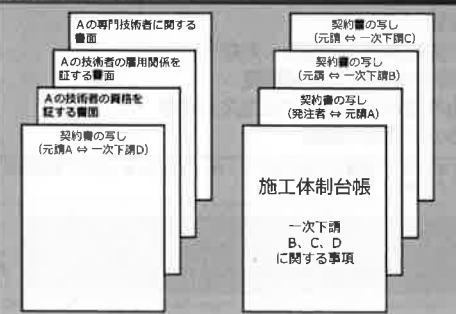 Aの専門技術者に関する
書面
Aの技術者の雇用関係を
証する書面
Aの技術者の資格を
証する書面
契約書の写し
(元請A ⇔ 一次下請D)
契約書の写し
(元請 ⇔ 一次下請C)
契約書の写し
(元請 ⇔ 一次下請B)
契約書の写し
(発注者 ⇔ 元請A)
施工体制台帳
一次下請
B、C、D
に関する事項